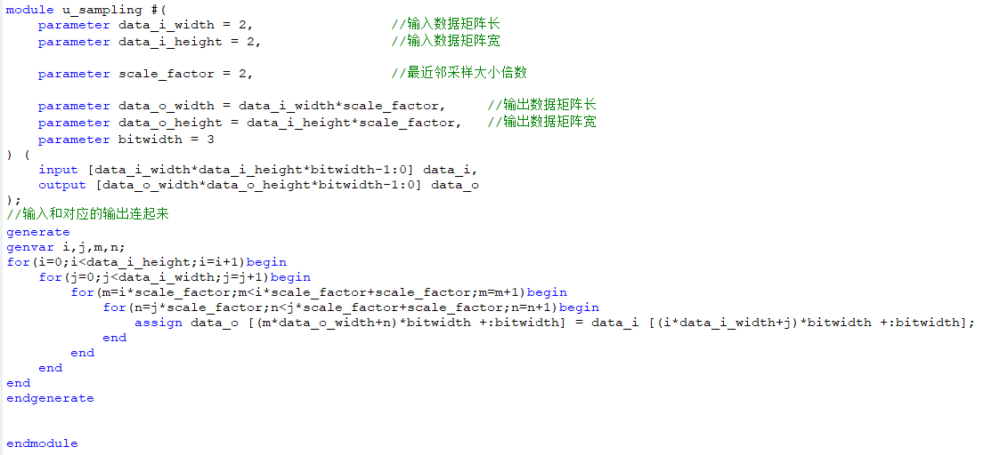 module u_sampling #(
    parameter data_i_width = 2,                 //输入数据矩阵长
    parameter data_i_height = 2,                //输入数据矩阵宽
    parameter scale_factor = 2,                 //最近邻采样大小倍数
    parameter data_o_width = data_i_width*scale_factor,     //输出数据矩阵长
    parameter data_o_height = data_i_height*scale_factor,   //输出数据矩阵宽
    parameter bitwidth = 3
) (
    input [data_i_width*data_i_height*bitwidth-1:0] data_i,
    output [data_o_width*data_o_height*bitwidth-1:0] data_o
);
//输入和对应的输出连起来
generate
genvar i,j,m,n;
for(i=0;i<data_i_height;i=i+1)begin
    for(j=0;j<data_i_width;j=j+1)begin
        for(m=i*scale_factor;m<i*scale_factor+scale_factor;m=m+1)begin
            for(n=j*scale_factor;n<j*scale_factor+scale_factor;n=n+1)begin
                assign data_o [(m*data_o_width+n)*bitwidth +:bitwidth] = data_i [(i*data_i_width+j)*bitwidth +:bitwidth];
            end
        end
    end
end
endgenerate
endmodule